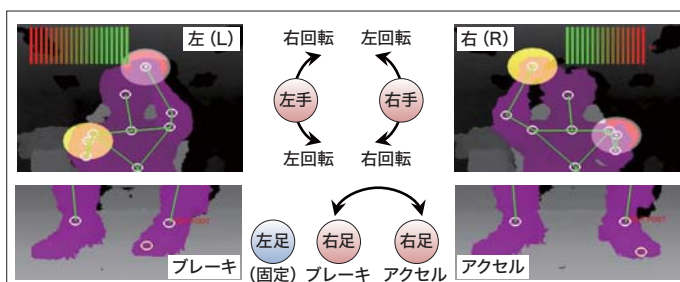 左 (L)
右回転 左回転
右 (R)
左手 右手
左回転 右回転
左足 右足 右足
(固定) ブレーキ アクセル
ブレーキ
アクセル